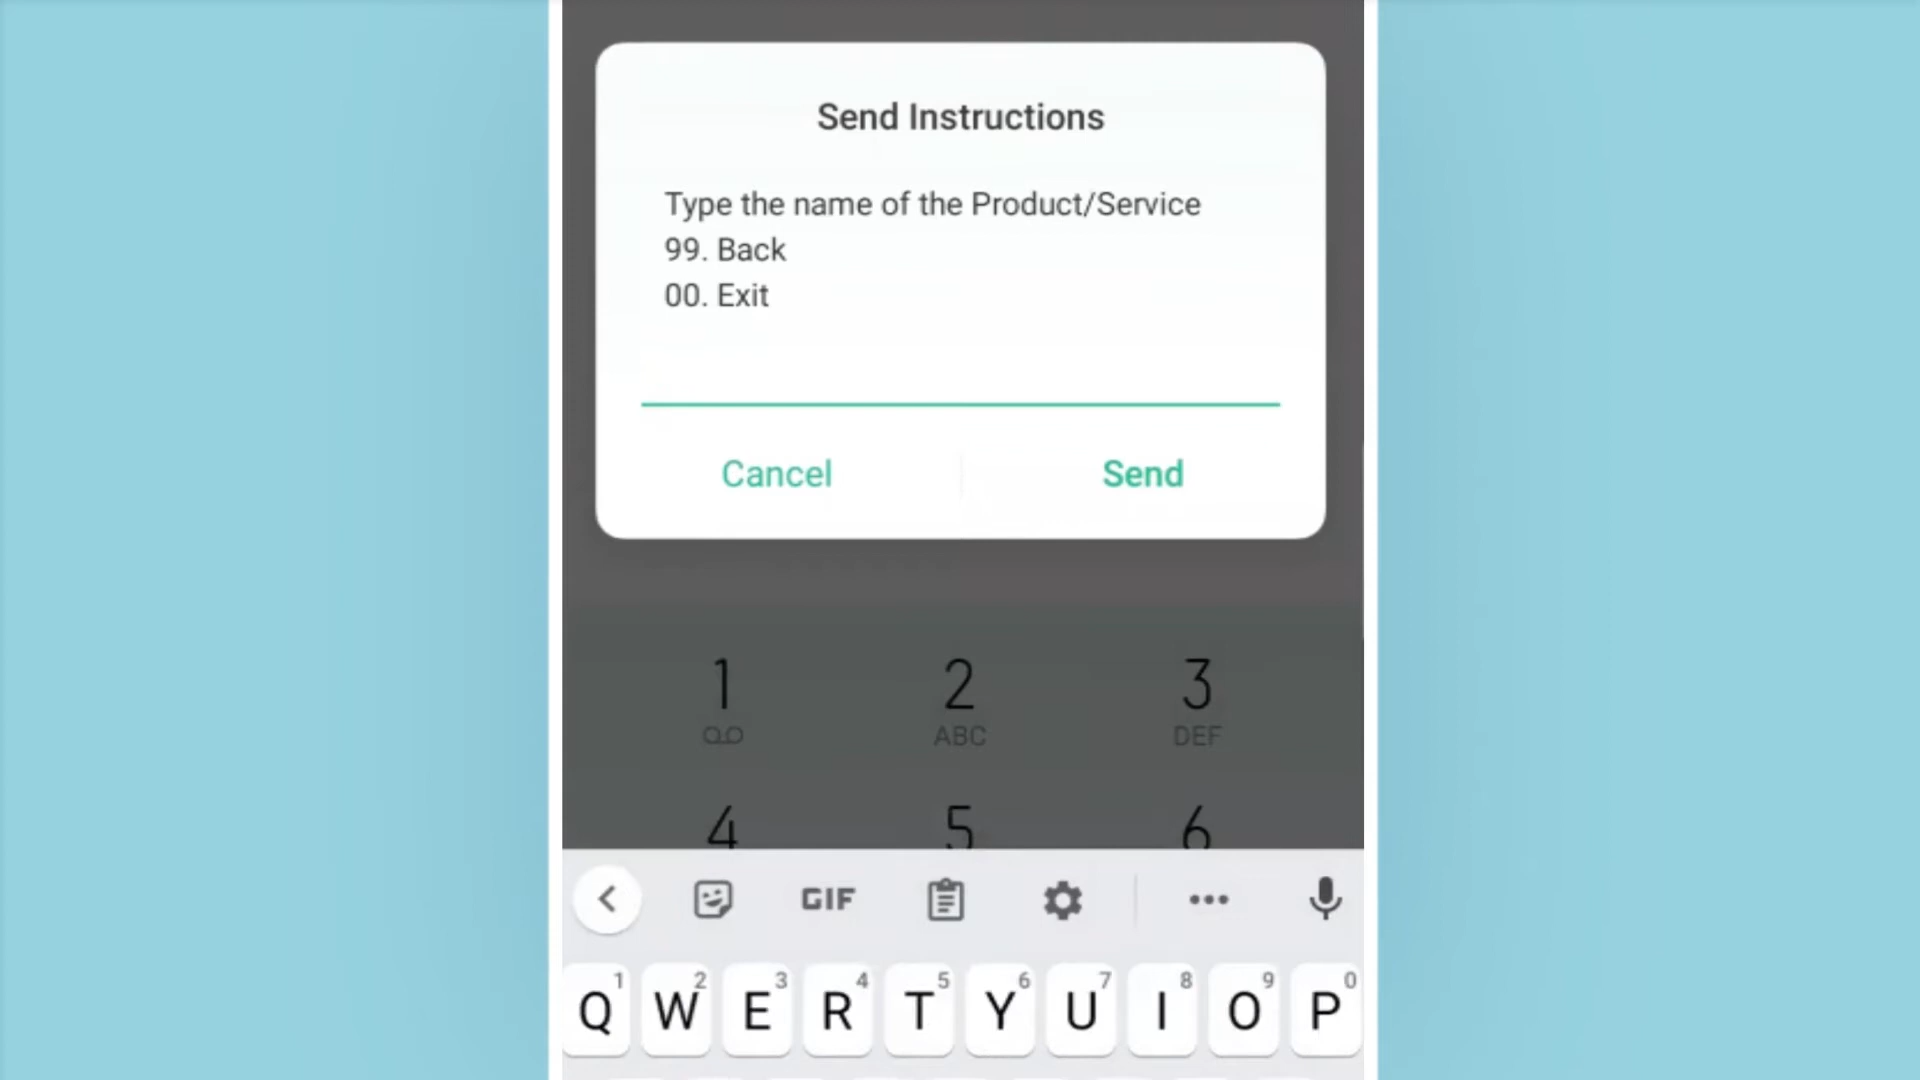 Send Instructions
Type the name of the Product/Service
99. Back
00. Exit
Cancel Send
1 2 3
ABC DEF
4 5 6
GIF
1 2 3 4 5 6 7 8 9 0
Q W E R T Y U I O P